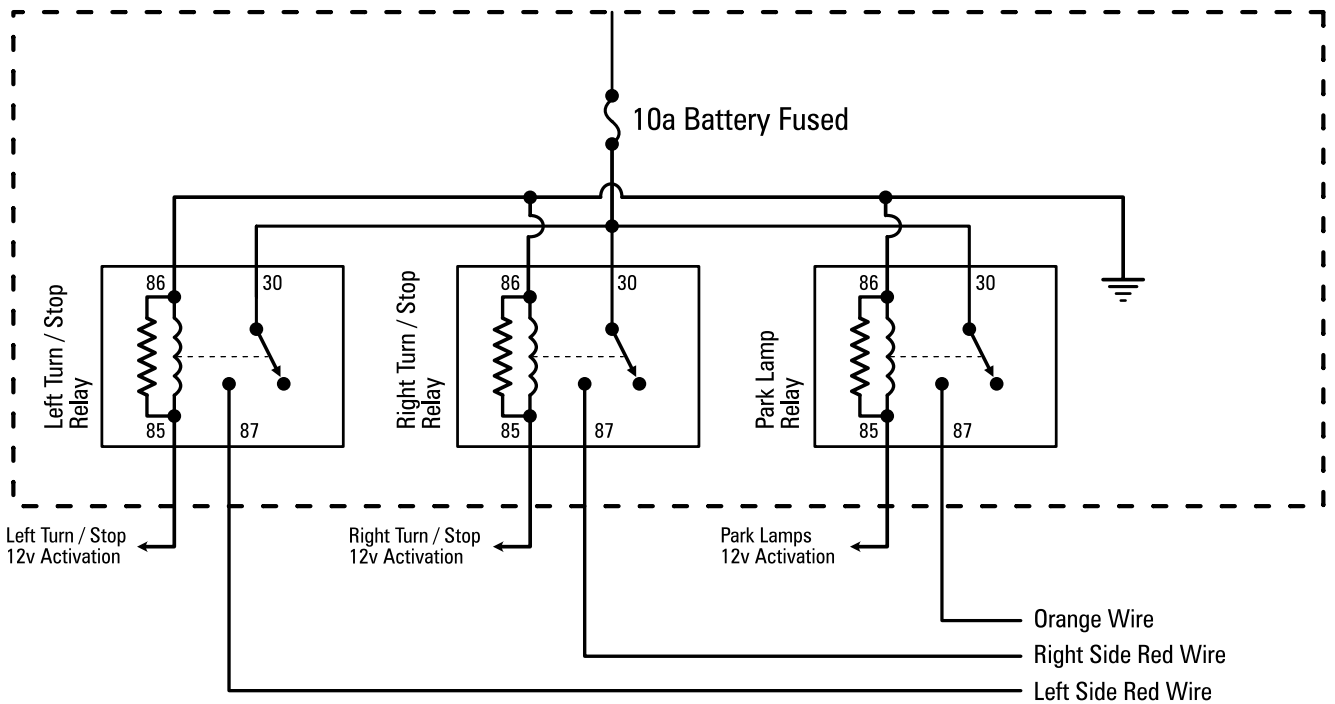 10a Battery Fused
86
30
86
30
86
30
Left Turn / Stop
Relay
Right Turn / Stop
Relay
Park Lamp
Relay
85
87
85
87
85
87
Left Turn / Stop
12v Activation
Right Turn / Stop
12v Activation
Park Lamps
12v Activation
Orange Wire
Right Side Red Wire
Left Side Red Wire